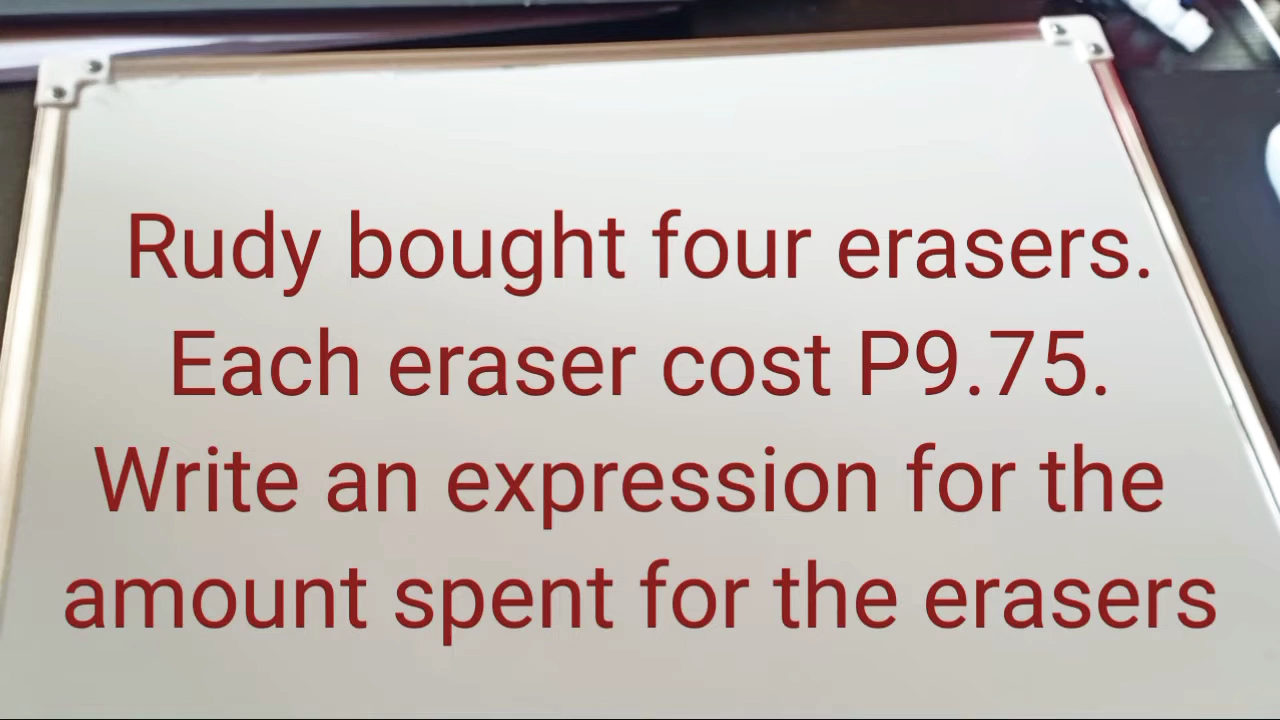 Rudy bought four erasers.
Each eraser cost P9.75.
Write an expression for the
amount spent for the erasers